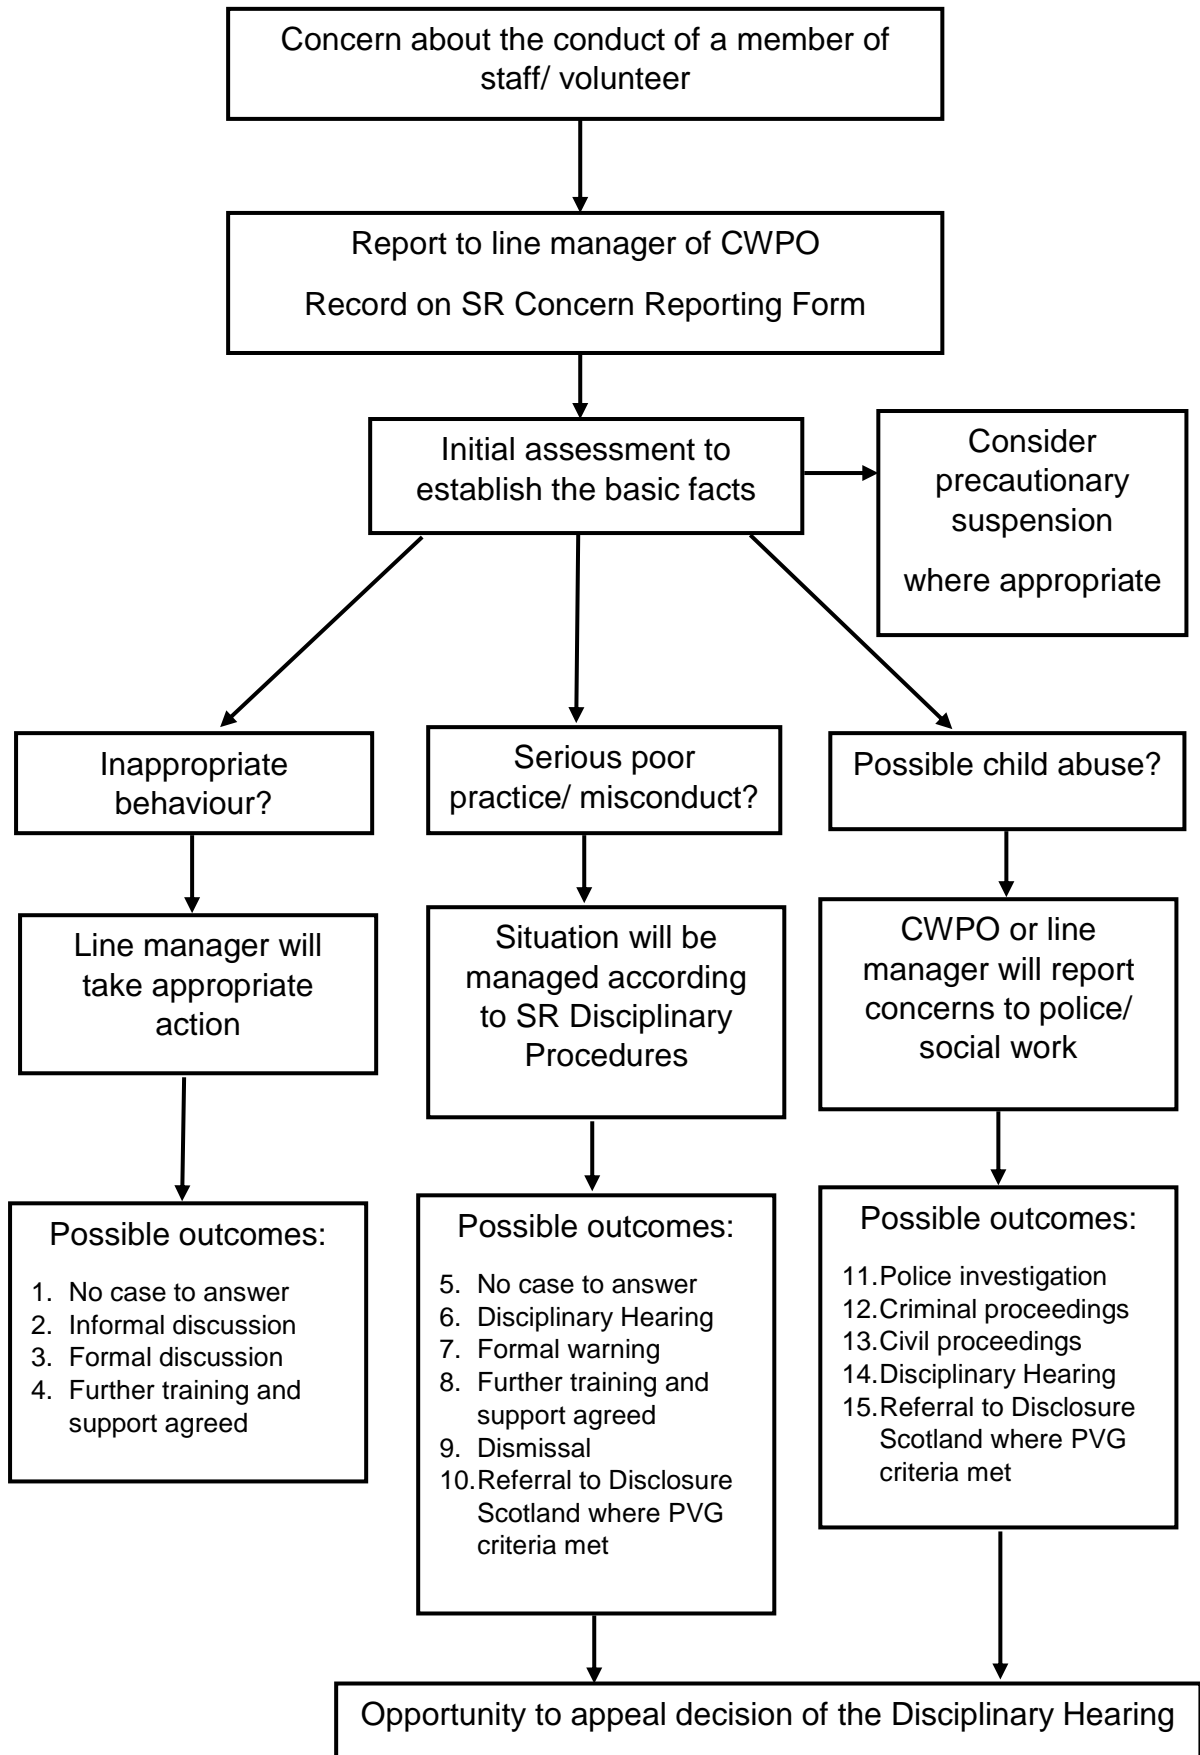 Concern about the conduct of a member of
staff/ volunteer
Report to line manager of CWPO
Record on SR Concern Reporting Form
Initial assessment to
establish the basic facts
Consider
precautionary
suspension
where appropriate
Inappropriate
behaviour?
Serious poor
practice/ misconduct?
Possible child abuse?
Line manager will
take appropriate
action
Situation will be
managed according
to SR Disciplinary
Procedures
CWPO or line
manager will report
concerns to police/
social work
Possible outcomes:
1. No case to answer
2. Informal discussion
3. Formal discussion
4. Further training and
support agreed
Possible outcomes:
5. No case to answer
6. Disciplinary Hearing
7. Formal warning
8. Further training and
support agreed
9. Dismissal
10. Referral to Disclosure
Scotland where PVG
criteria met
Possible outcomes:
11. Police investigation
12. Criminal proceedings
13. Civil proceedings
14. Disciplinary Hearing
15. Referral to Disclosure
Scotland where PVG
criteria met
Opportunity to appeal decision of the Disciplinary Hearing